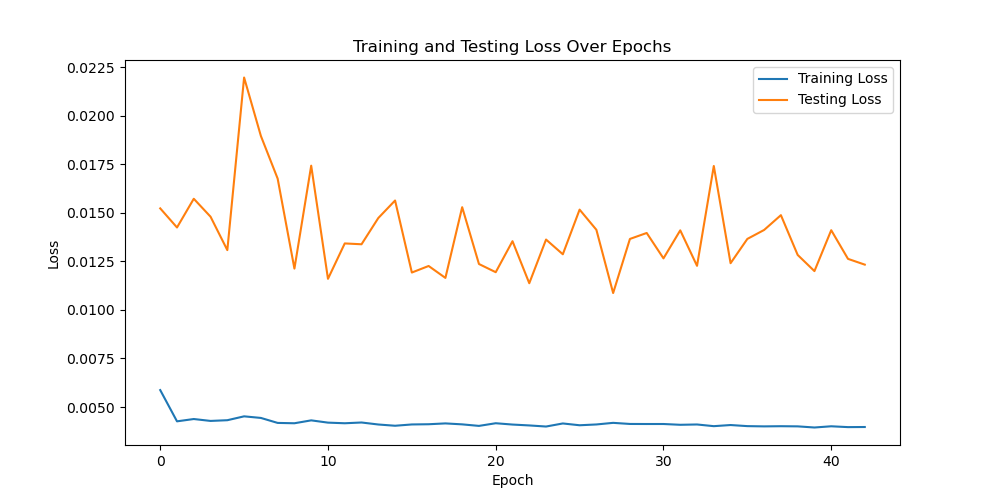 Training and Testing Loss Over Epochs
Training Loss
Testing Loss
Loss
0.0225
0.0200
0.0175
0.0150
0.0125
0.0100
0.0075
0.0050
0 10 20 30 40
Epoch